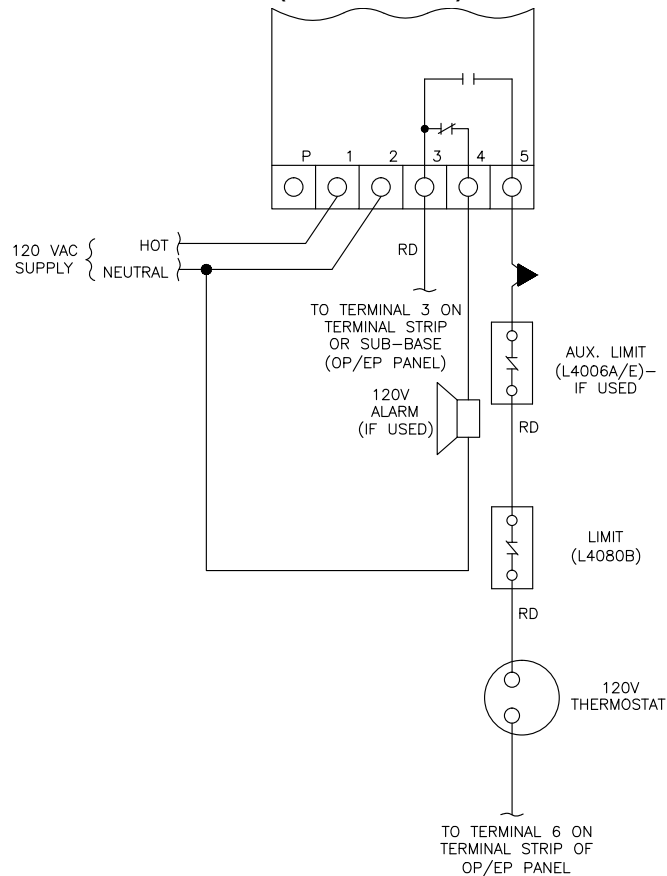 P 1 2 3 4 5
120 VAC
SUPPLY
HOT
NEUTRAL
RD
TO TERMINAL 3 ON
TERMINAL STRIP
OR SUB-BASE
(OP/EP PANEL)
120V
ALARM
(IF USED)
AUX. LIMIT
(L4006A/E)-
IF USED
RD
LIMIT
(L4080B)
RD
120V
THERMOSTAT
TO TERMINAL 6 ON
TERMINAL STRIP OF
OP/EP PANEL